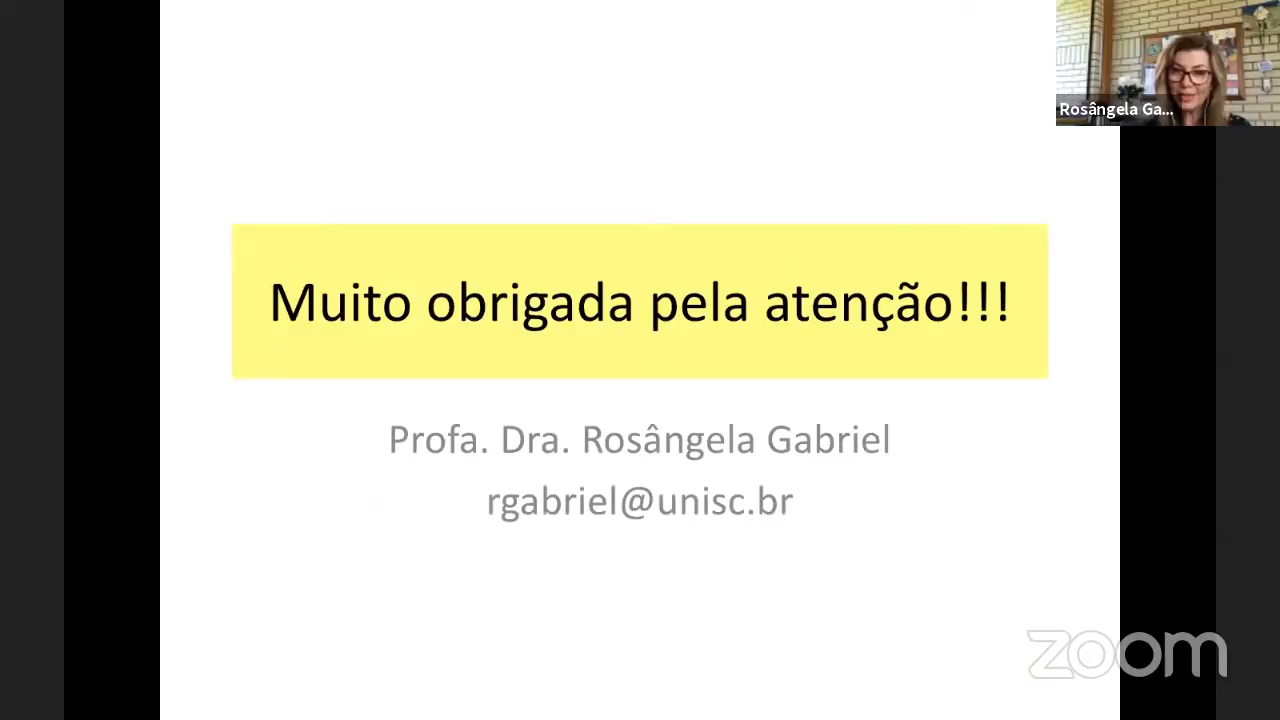 Rosângela Ga...
Muito obrigada pela atenção!!!
Profa. Dra. Rosângela Gabriel
rgabriel@unisc.br
zoom